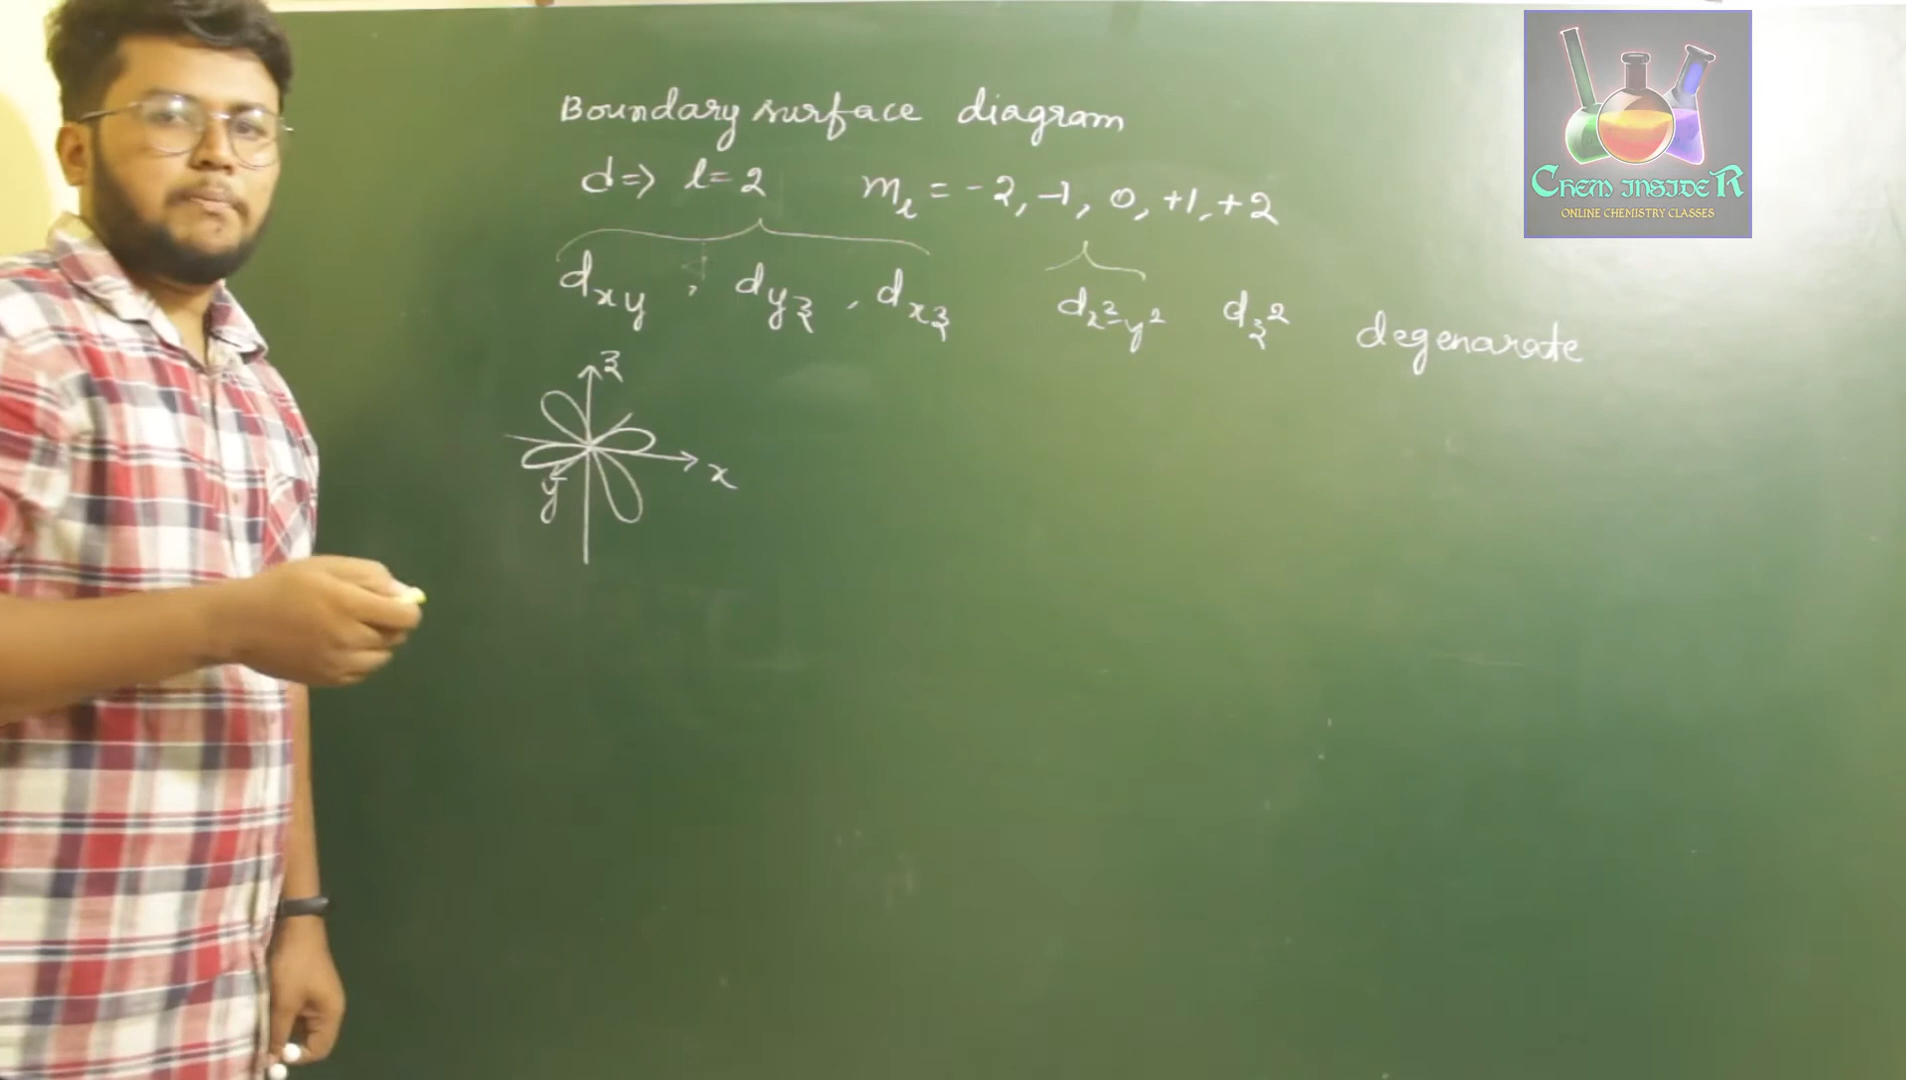 Boundary surface diagram
d ⇒ l = 2 mₗ = -2, -1, 0, +1, +2
dxy, dyz, dxz dx²-y² dz² degenarate
z
x
y
CHEM INSIDER
ONLINE CHEMISTRY CLASSES